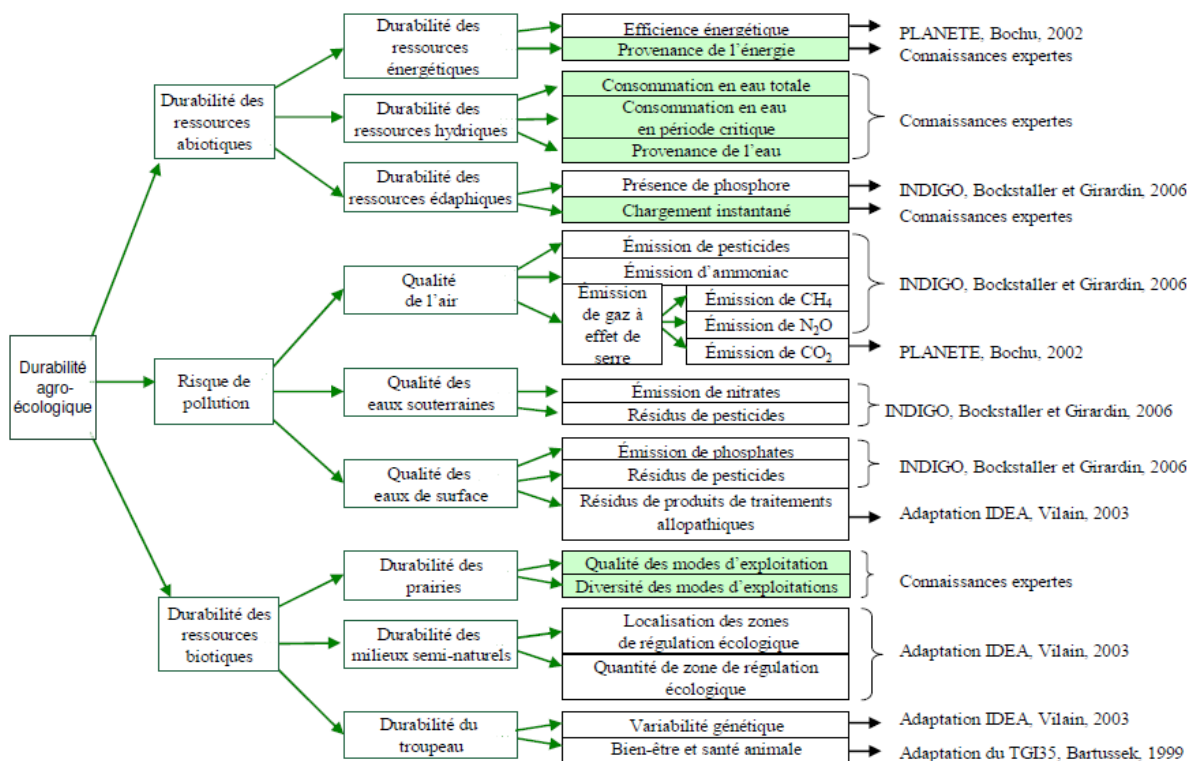 Durabilité
agro-
écologique
Durabilité des
ressources
abiotiques
Durabilité
des
ressources
énergétiques
Efficience énergétique
PLANETE, Bochu, 2002
Provenance de l'énergie
Connaissances expertes
Durabilité des
ressources hydriques
Consommation en eau totale
Consommation en eau
en période critique
Provenance de l'eau
Connaissances expertes
Durabilité des
ressources édaphiques
Présence de phosphore
INDIGO, Bockstaller et Girardin, 2006
Chargement instantané
Connaissances expertes
Risque de
pollution
Qualité
de l'air
Émission de pesticides
Émission d'ammoniac
Émission
de gaz à
effet de
serre
Émission de CH4
Émission de N2O
Émission de CO2
INDIGO, Bockstaller et Girardin, 2006
PLANETE, Bochu, 2002
Qualité des
eaux souterraines
Émission de nitrates
Résidus de pesticides
INDIGO, Bockstaller et Girardin, 2006
Qualité des
eaux de surface
Émission de phosphates
Résidus de pesticides
INDIGO, Bockstaller et Girardin, 2006
Résidus de produits de traitements
allopathiques
Adaptation IDEA, Vilain, 2003
Durabilité des
ressources
biotiques
Durabilité des
prairies
Qualité des modes d'exploitation
Diversité des modes d'exploitations
Connaissances expertes
Durabilité des
milieux semi-naturels
Localisation des zones
de régulation écologique
Quantité de zone de régulation
écologique
Adaptation IDEA, Vilain, 2003
Durabilité du
troupeau
Variabilité génétique
Adaptation IDEA, Vilain, 2003
Bien-être et santé animale
Adaptation du TGI35, Bartussek, 1999